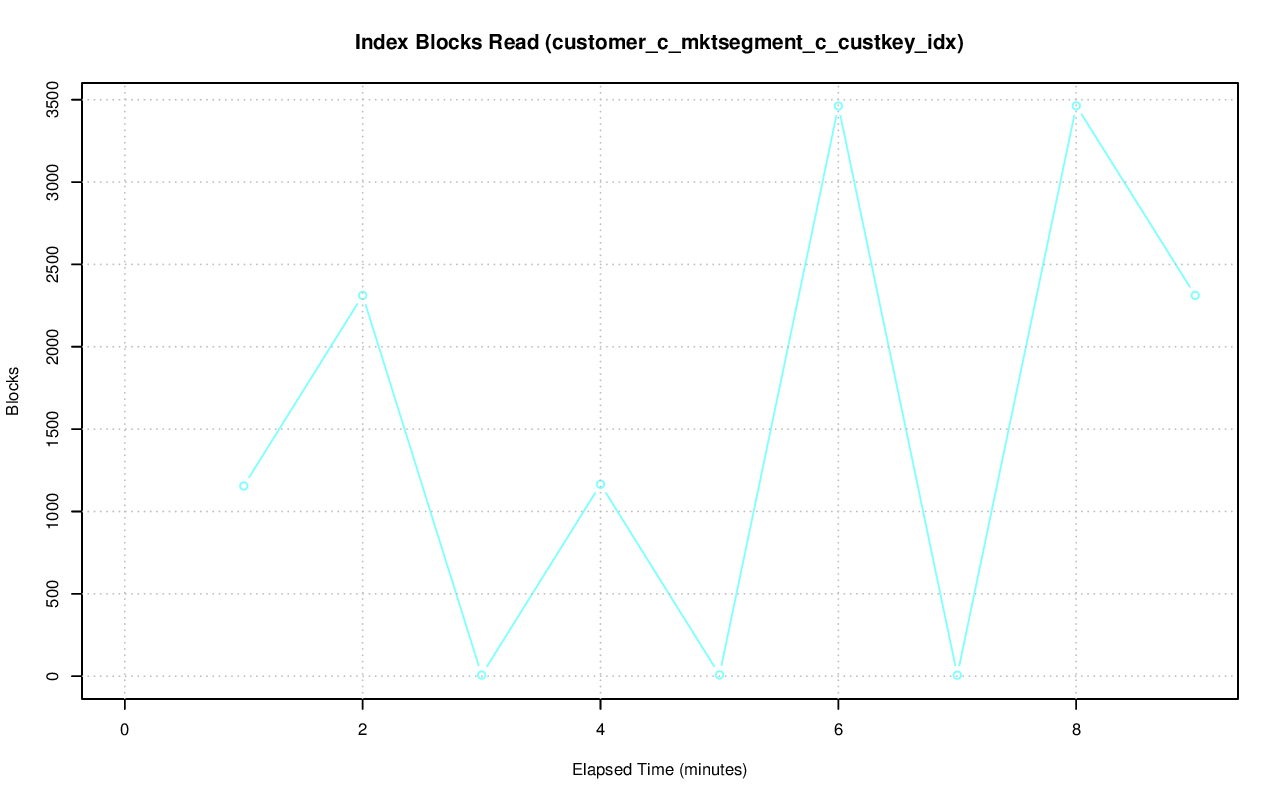 Index Blocks Read (customer_c_mktsegment_c_custkey_idx)
3500
3000
2500
2000
1500
1000
500
0
Blocks
0 2 4 6 8
Elapsed Time (minutes)